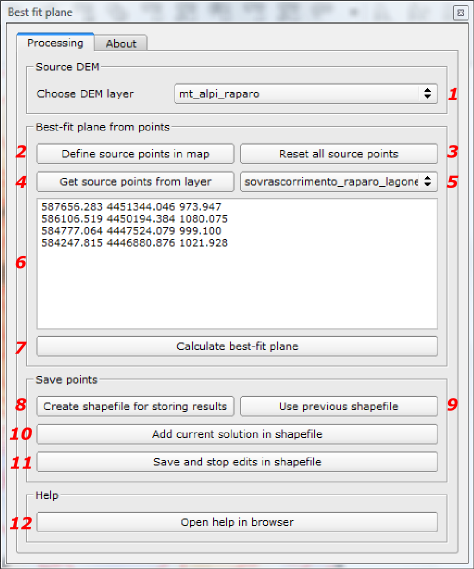 Best fit plane
Processing
About
Source DEM
Choose DEM layer
mt_alpi_raparo
1
Best-fit plane from points
2
Define source points in map
Reset all source points
3
4
Get source points from layer
sovrascorrimento_raparo_lagone
5
587656.283 4451344.046 973.947
586106.519 4450194.384 1080.075
584777.064 4447524.079 999.100
584247.815 4446880.876 1021.928
6
7
Calculate best-fit plane
Save points
8
Create shapefile for storing results
Use previous shapefile
9
10
Add current solution in shapefile
11
Save and stop edits in shapefile
Help
12
Open help in browser